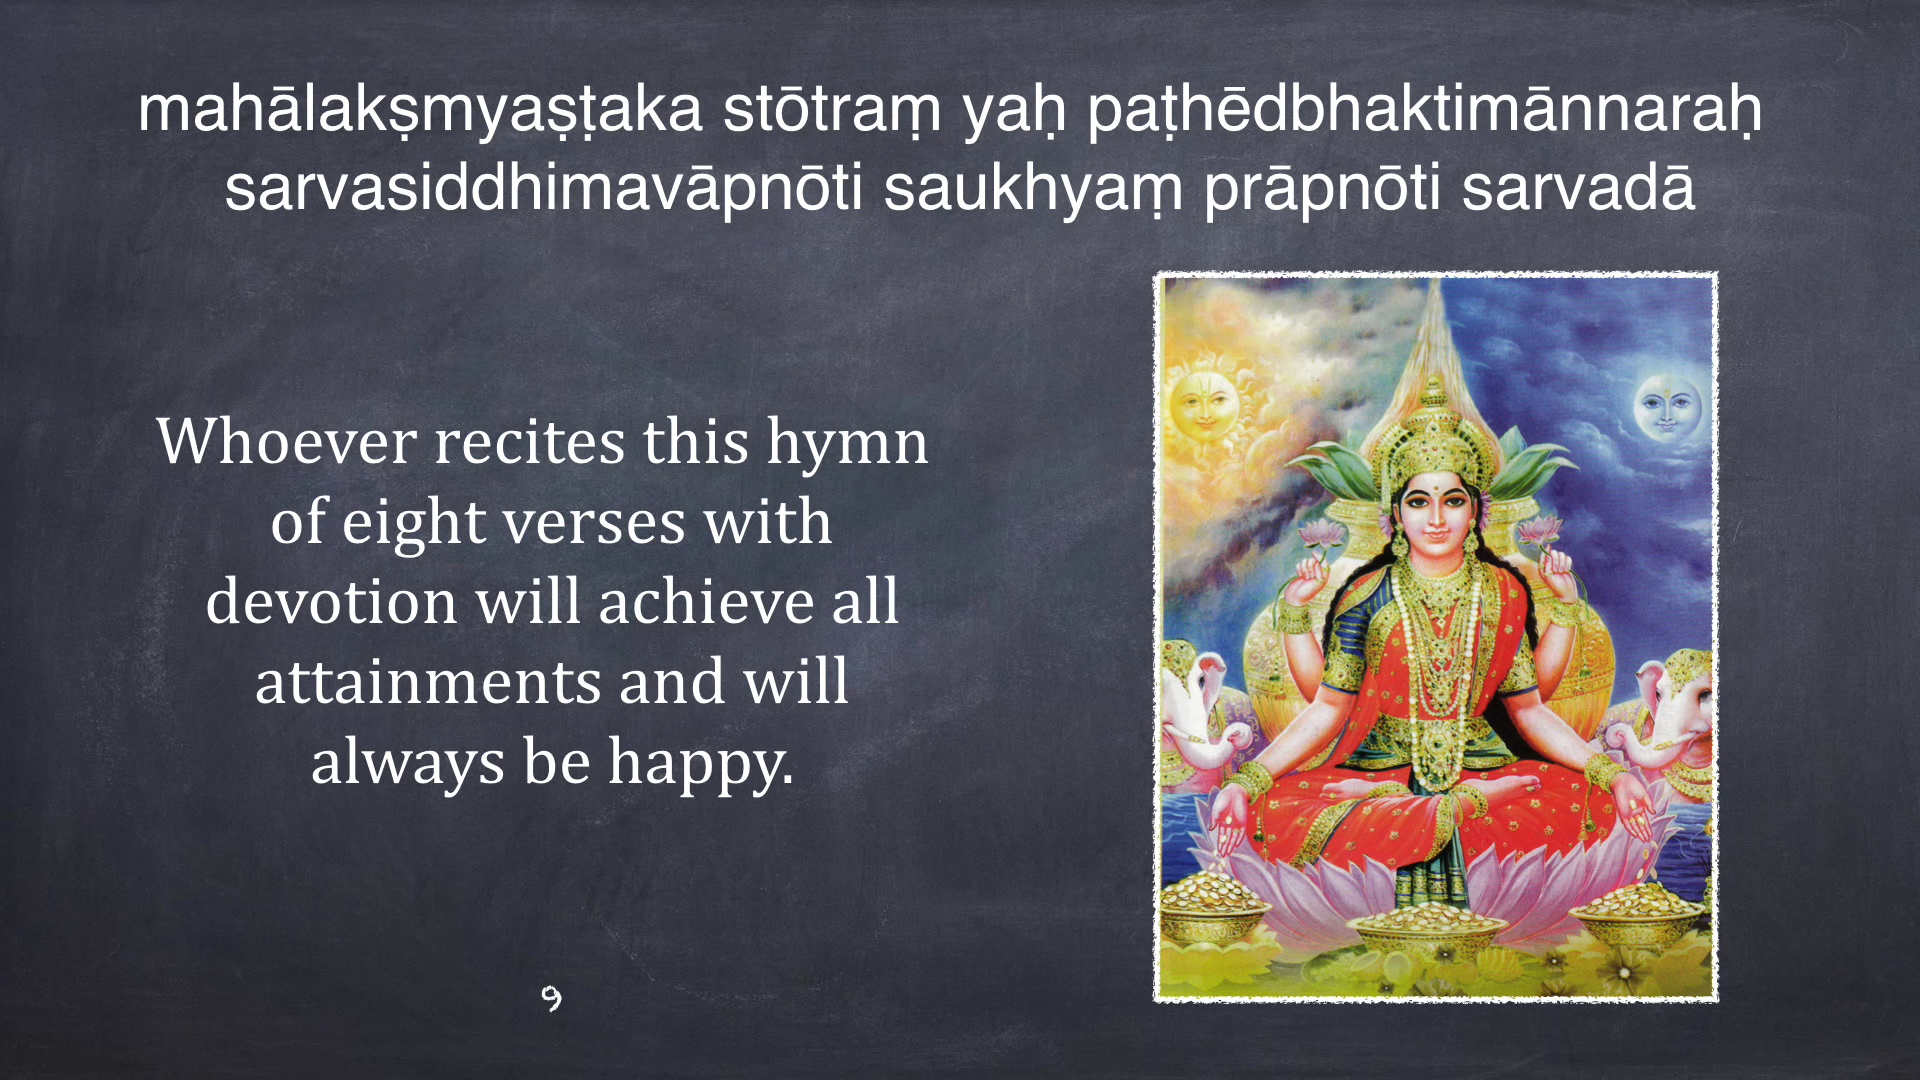 mahālakṣmyaṣṭaka stōtraṃ yaḥ paṭhēdbhaktimānnaraḥ
sarvasiddhimavāpnōti saukhyaṃ prāpnōti sarvadā
Whoever recites this hymn
of eight verses with
devotion will achieve all
attainments and will
always be happy.
9